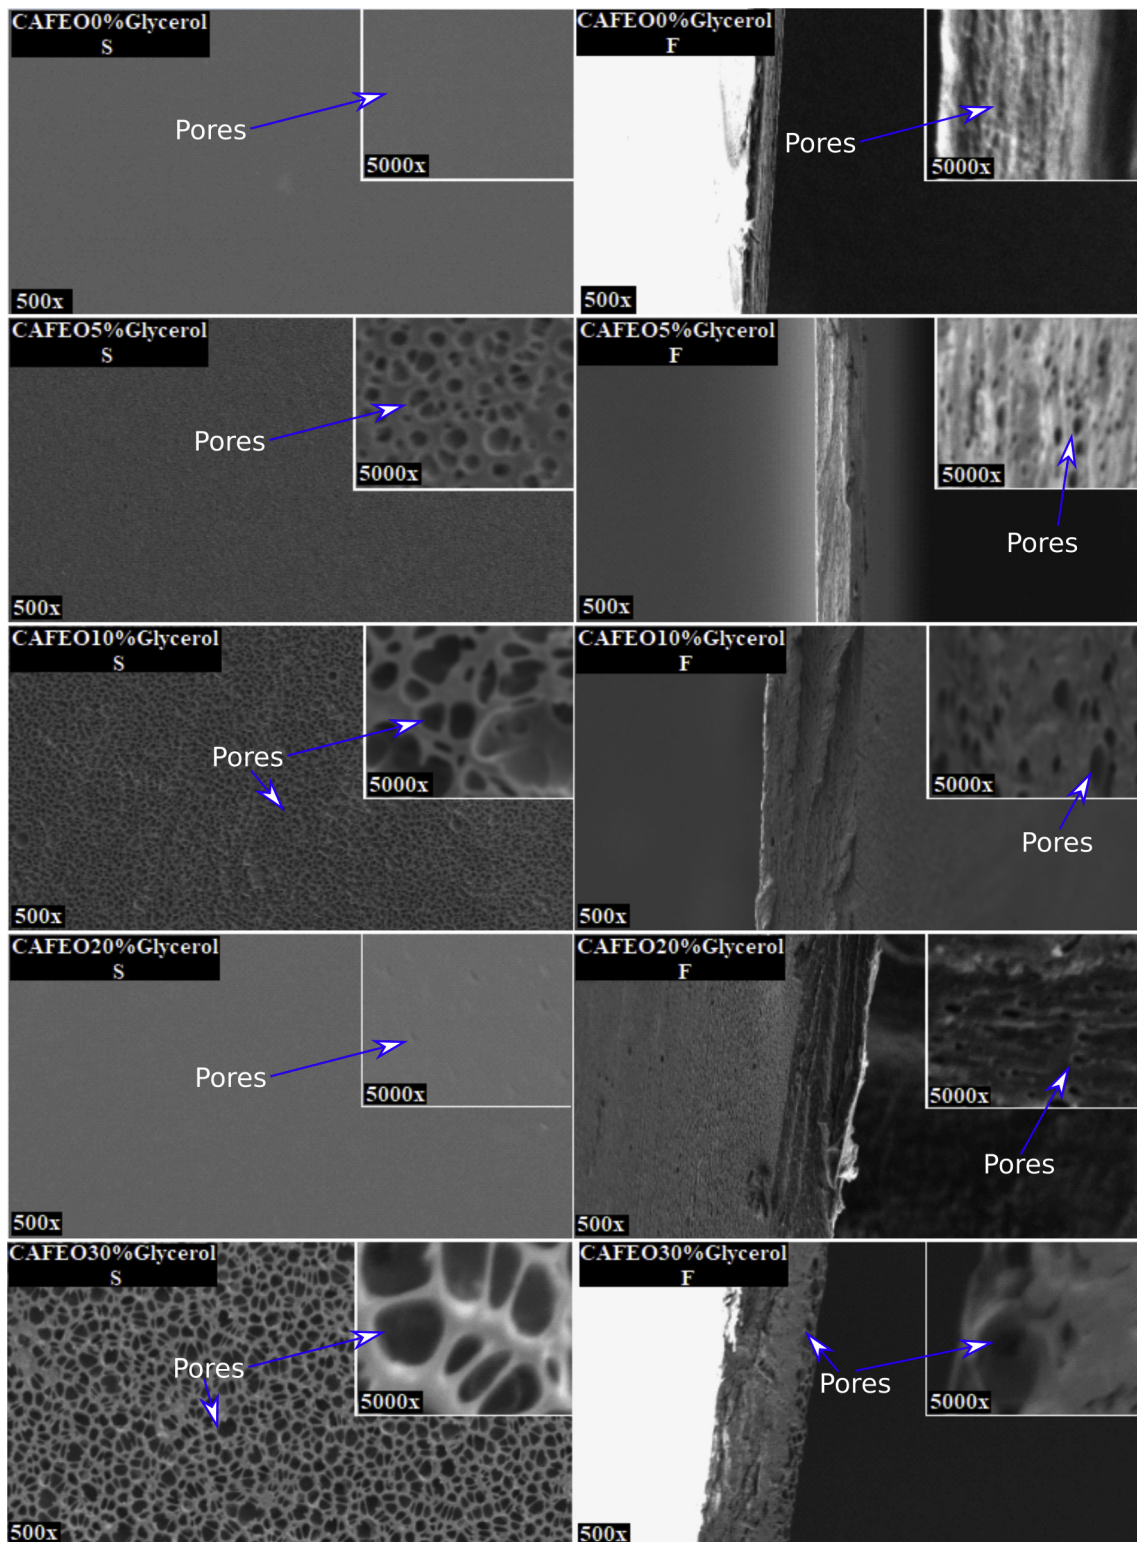 CAFEO0%Glycerol
S
Pores
5000x
500x
CAFEO0%Glycerol
F
Pores
5000x
500x
CAFEO5%Glycerol
S
Pores
5000x
500x
CAFEO5%Glycerol
F
5000x
Pores
500x
CAFEO10%Glycerol
S
Pores
5000x
500x
CAFEO10%Glycerol
F
5000x
Pores
500x
CAFEO20%Glycerol
S
Pores
5000x
500x
CAFEO20%Glycerol
F
5000x
Pores
500x
CAFEO30%Glycerol
S
Pores
5000x
500x
CAFEO30%Glycerol
F
Pores
5000x
500x